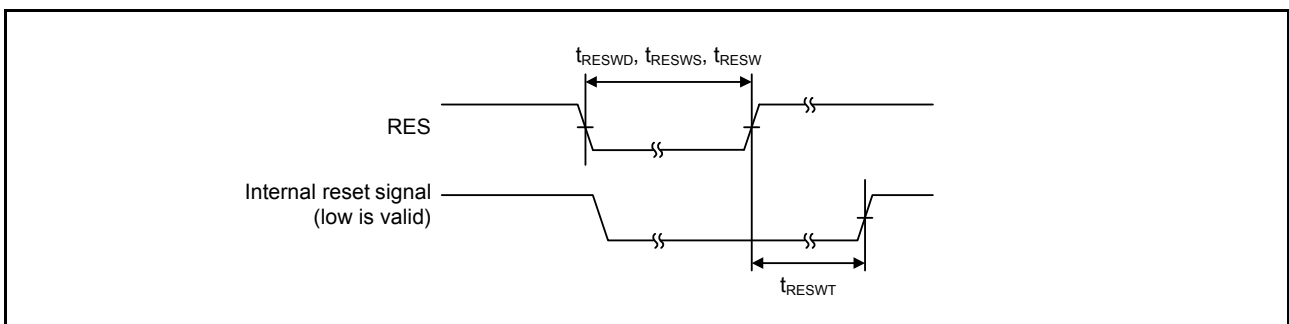 tRESWD, tRESWS, tRESW
RES
Internal reset signal
(low is valid)
tRESWT